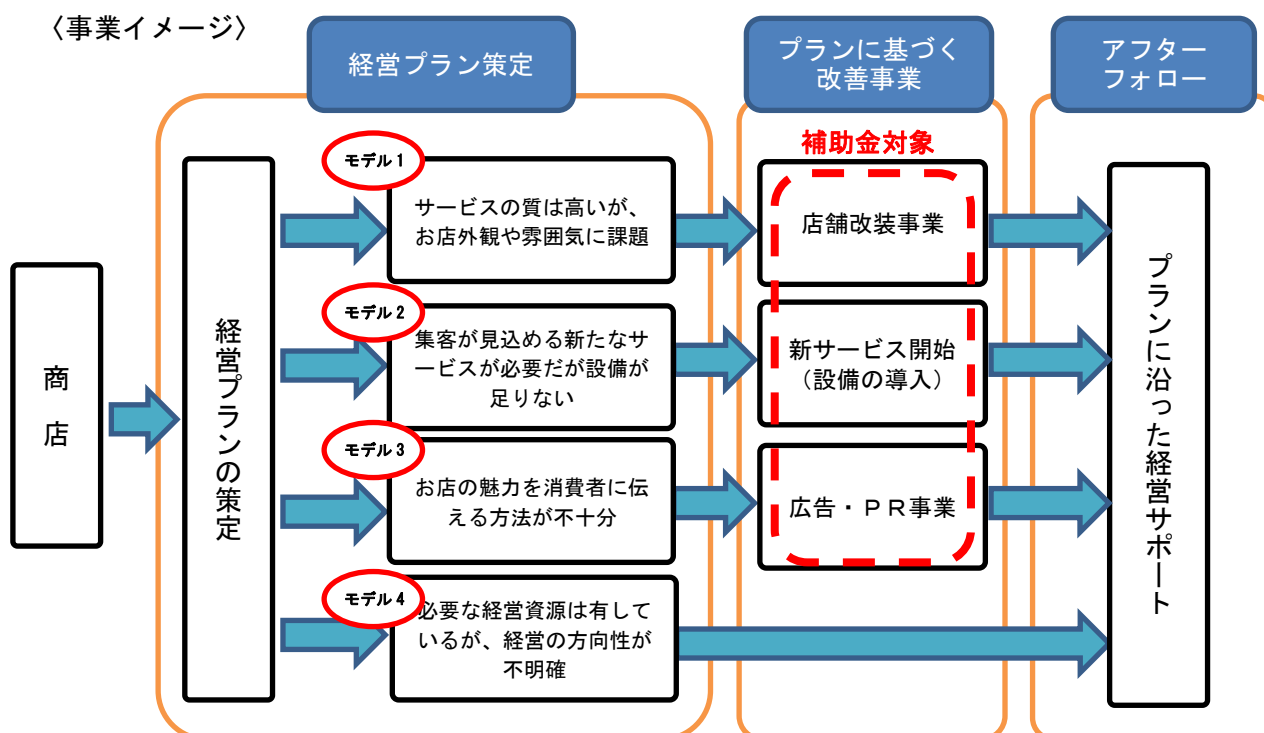 〈事業イメージ〉
経営プラン策定
プランに基づく
改善事業
アフター
フォロー
補助金対象
商店
経営プランの策定
モデル1
サービスの質は高いが、
お店外観や雰囲気に課題
店舗改装事業
モデル2
集客が見込める新たなサ
ービスが必要だが設備が
足りない
新サービス開始
（設備の導入）
モデル3
お店の魅力を消費者に伝
える方法が不十分
広告・ＰＲ事業
モデル4
必要な経営資源は有して
いるが、経営の方向性が
不明確
プランに沿った経営サポート